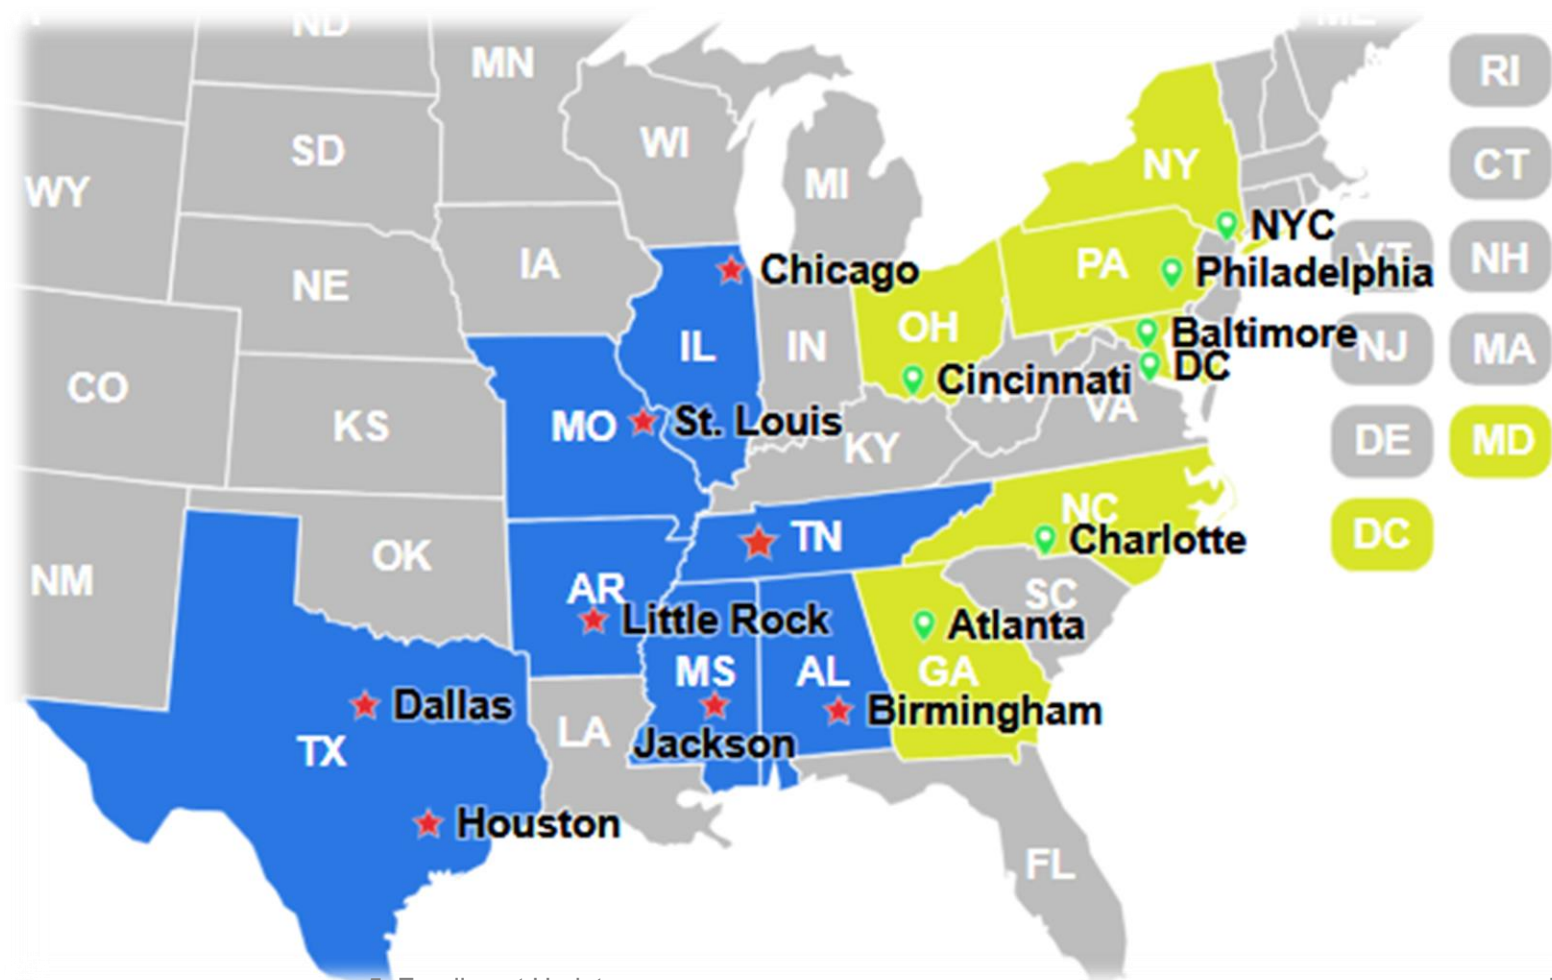 ND
MN
RI
SD
WI
MI
NY
CT
WY
NYC
IA
Chicago
PA
Philadelphia
VT
NH
NE
IL
IN
OH
Baltimore
NJ
MA
CO
Cincinnati
DC
KS
MO
St. Louis
KY
VA
DE
MD
NM
OK
TN
NC
Charlotte
DC
AR
Little Rock
SC
Atlanta
MS
AL
GA
Dallas
Birmingham
TX
LA
Jackson
Houston
FL